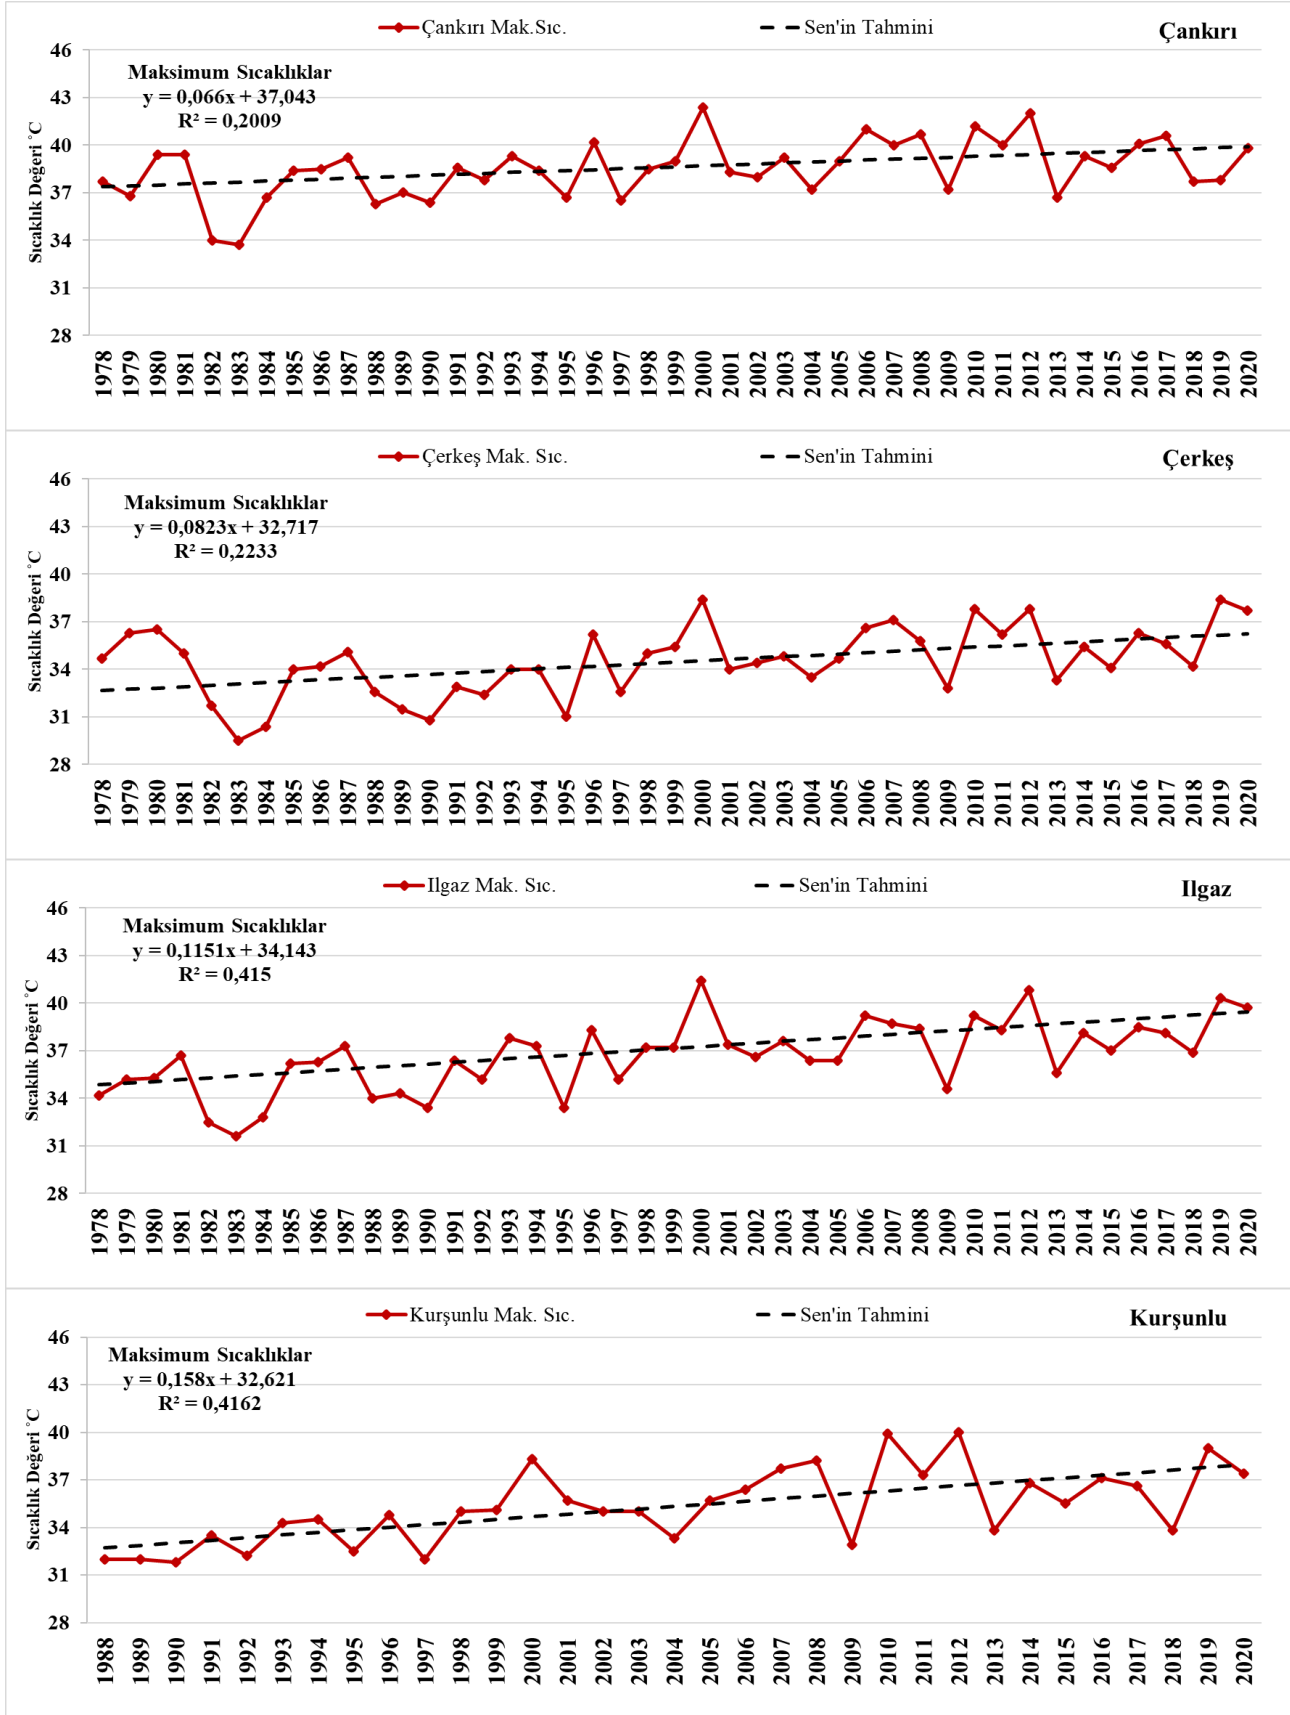 Çankırı Mak.Sıc.
Sen'in Tahmini
Çankırı
Maksimum Sıcaklıklar
y = 0,066x + 37,043
R² = 0,2009
Sıcaklık Değeri ˚C
46
43
40
37
34
31
28
1978 1979 1980 1981 1982 1983 1984 1985 1986 1987 1988 1989 1990 1991 1992 1993 1994 1995 1996 1997 1998 1999 2000 2001 2002 2003 2004 2005 2006 2007 2008 2009 2010 2011 2012 2013 2014 2015 2016 2017 2018 2019 2020
Çerkeş Mak. Sıc.
Sen'in Tahmini
Çerkeş
Maksimum Sıcaklıklar
y = 0,0823x + 32,717
R² = 0,2233
Sıcaklık Değeri ˚C
46
43
40
37
34
31
28
1978 1979 1980 1981 1982 1983 1984 1985 1986 1987 1988 1989 1990 1991 1992 1993 1994 1995 1996 1997 1998 1999 2000 2001 2002 2003 2004 2005 2006 2007 2008 2009 2010 2011 2012 2013 2014 2015 2016 2017 2018 2019 2020
Ilgaz Mak. Sıc.
Sen'in Tahmini
Ilgaz
Maksimum Sıcaklıklar
y = 0,1151x + 34,143
R² = 0,415
Sıcaklık Değeri ˚C
46
43
40
37
34
31
28
1978 1979 1980 1981 1982 1983 1984 1985 1986 1987 1988 1989 1990 1991 1992 1993 1994 1995 1996 1997 1998 1999 2000 2001 2002 2003 2004 2005 2006 2007 2008 2009 2010 2011 2012 2013 2014 2015 2016 2017 2018 2019 2020
Kurşunlu Mak. Sıc.
Sen'in Tahmini
Kurşunlu
Maksimum Sıcaklıklar
y = 0,158x + 32,621
R² = 0,4162
Sıcaklık Değeri ˚C
46
43
40
37
34
31
28
1988 1989 1990 1991 1992 1993 1994 1995 1996 1997 1998 1999 2000 2001 2002 2003 2004 2005 2006 2007 2008 2009 2010 2011 2012 2013 2014 2015 2016 2017 2018 2019 2020